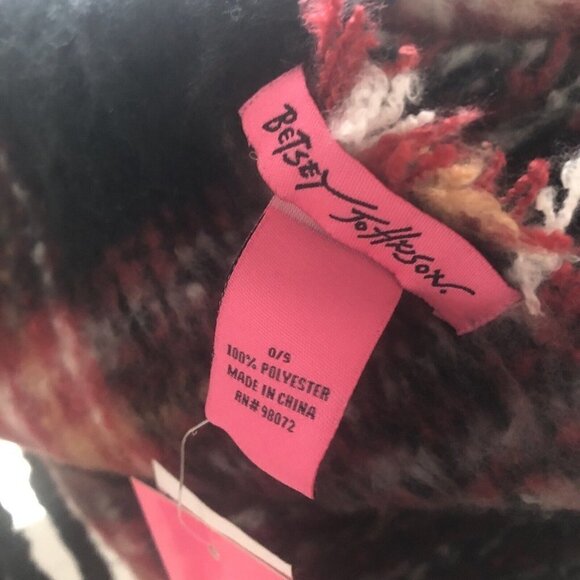 BETSEY JOHNSON.
O/S
100% POLYESTER
MADE IN CHINA
RN# 98072